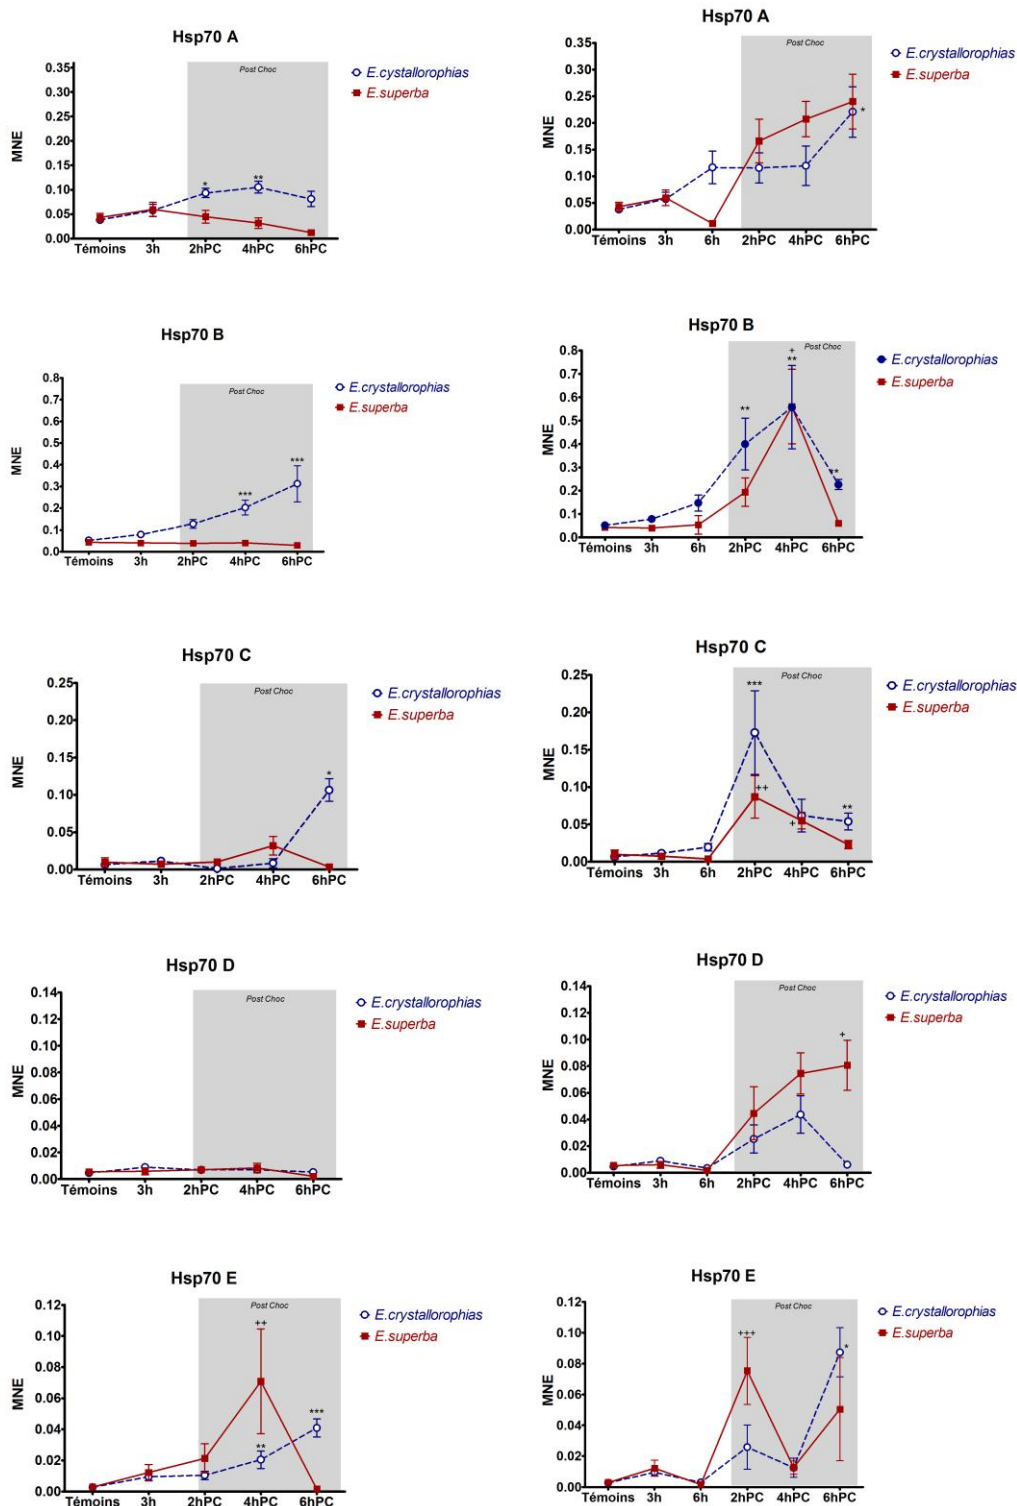 Hsp70 A
Post Choc
E.cystallorophias
E.superba
MNE
0.35
0.30
0.25
0.20
0.15
0.10
0.05
0.00
* **
Témoins 3h 2hPC 4hPC 6hPC
Hsp70 A
Post Choc
E.crystallorophias
E.superba
MNE
0.35
0.30
0.25
0.20
0.15
0.10
0.05
0.00
*
Témoins 3h 6h 2hPC 4hPC 6hPC
Hsp70 B
Post Choc
E.crystallorophias
E.superba
MNE
0.8
0.7
0.6
0.5
0.4
0.3
0.2
0.1
0.0
*** ***
Témoins 3h 2hPC 4hPC 6hPC
Hsp70 B
Post Choc
E.crystallorophias
E.superba
MNE
0.8
0.7
0.6
0.5
0.4
0.3
0.2
0.1
0.0
+
** ** **
Témoins 3h 6h 2hPC 4hPC 6hPC
Hsp70 C
Post Choc
E.crystallorophias
E.superba
MNE
0.25
0.20
0.15
0.10
0.05
0.00
*
Témoins 3h 2hPC 4hPC 6hPC
Hsp70 C
Post Choc
E.crystallorophias
E.superba
MNE
0.25
0.20
0.15
0.10
0.05
0.00
***
++
+
**
Témoins 3h 6h 2hPC 4hPC 6hPC
Hsp70 D
Post Choc
E.crystallorophias
E.superba
MNE
0.14
0.12
0.10
0.08
0.06
0.04
0.02
0.00
Témoins 3h 2hPC 4hPC 6hPC
Hsp70 D
Post Choc
E.crystallorophias
E.superba
MNE
0.14
0.12
0.10
0.08
0.06
0.04
0.02
0.00
+
Témoins 3h 6h 2hPC 4hPC 6hPC
Hsp70 E
Post Choc
E.crystallorophias
E.superba
MNE
0.12
0.10
0.08
0.06
0.04
0.02
0.00
++
**
***
Témoins 3h 2hPC 4hPC 6hPC
Hsp70 E
Post Choc
E.crystallorophias
E.superba
MNE
0.12
0.10
0.08
0.06
0.04
0.02
0.00
+++
*
Témoins 3h 6h 2hPC 4hPC 6hPC